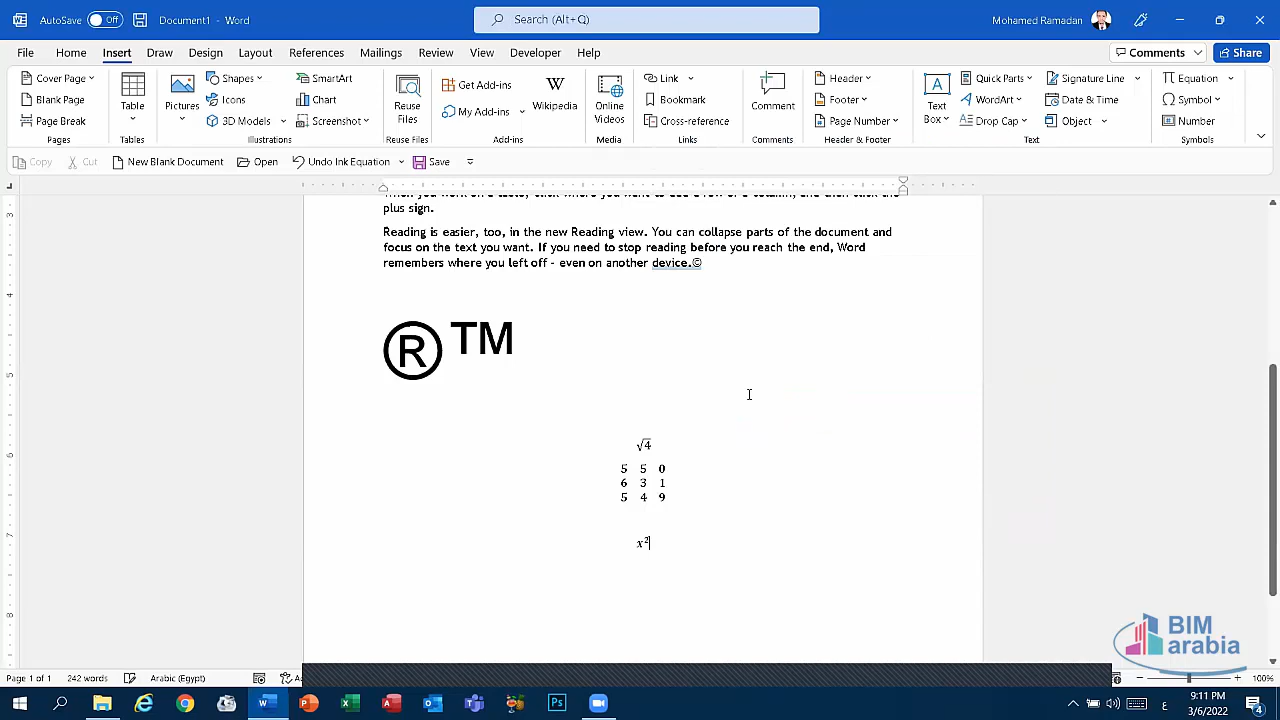 AutoSave Off Document1 - Word Search (Alt+Q) Mohamed Ramadan
File Home Insert Draw Design Layout References Mailings Review View Developer Help Comments Share
Cover Page Shapes SmartArt Get Add-ins Link Header Quick Parts Signature Line Equation
Blank Page Table Pictures Icons Chart Reuse Files My Add-ins Wikipedia Online Videos Bookmark Comment Footer Text Box WordArt Date & Time Symbol
Page Break 3D Models Screenshot Cross-reference Page Number Drop Cap Object Number
Pages Tables Illustrations Reuse Files Add-ins Media Links Comments Header & Footer Text Symbols
Copy Cut New Blank Document Open Undo Ink Equation Save
plus sign.
Reading is easier, too, in the new Reading view. You can collapse parts of the document and
focus on the text you want. If you need to stop reading before you reach the end, Word
remembers where you left off - even on another device.©
®™
√4
5 5 0
6 3 1
5 4 9
x²
BIM
arabia
Page 1 of 1 242 words Arabic (Egypt) 100%
9:11 PM
3/6/2022